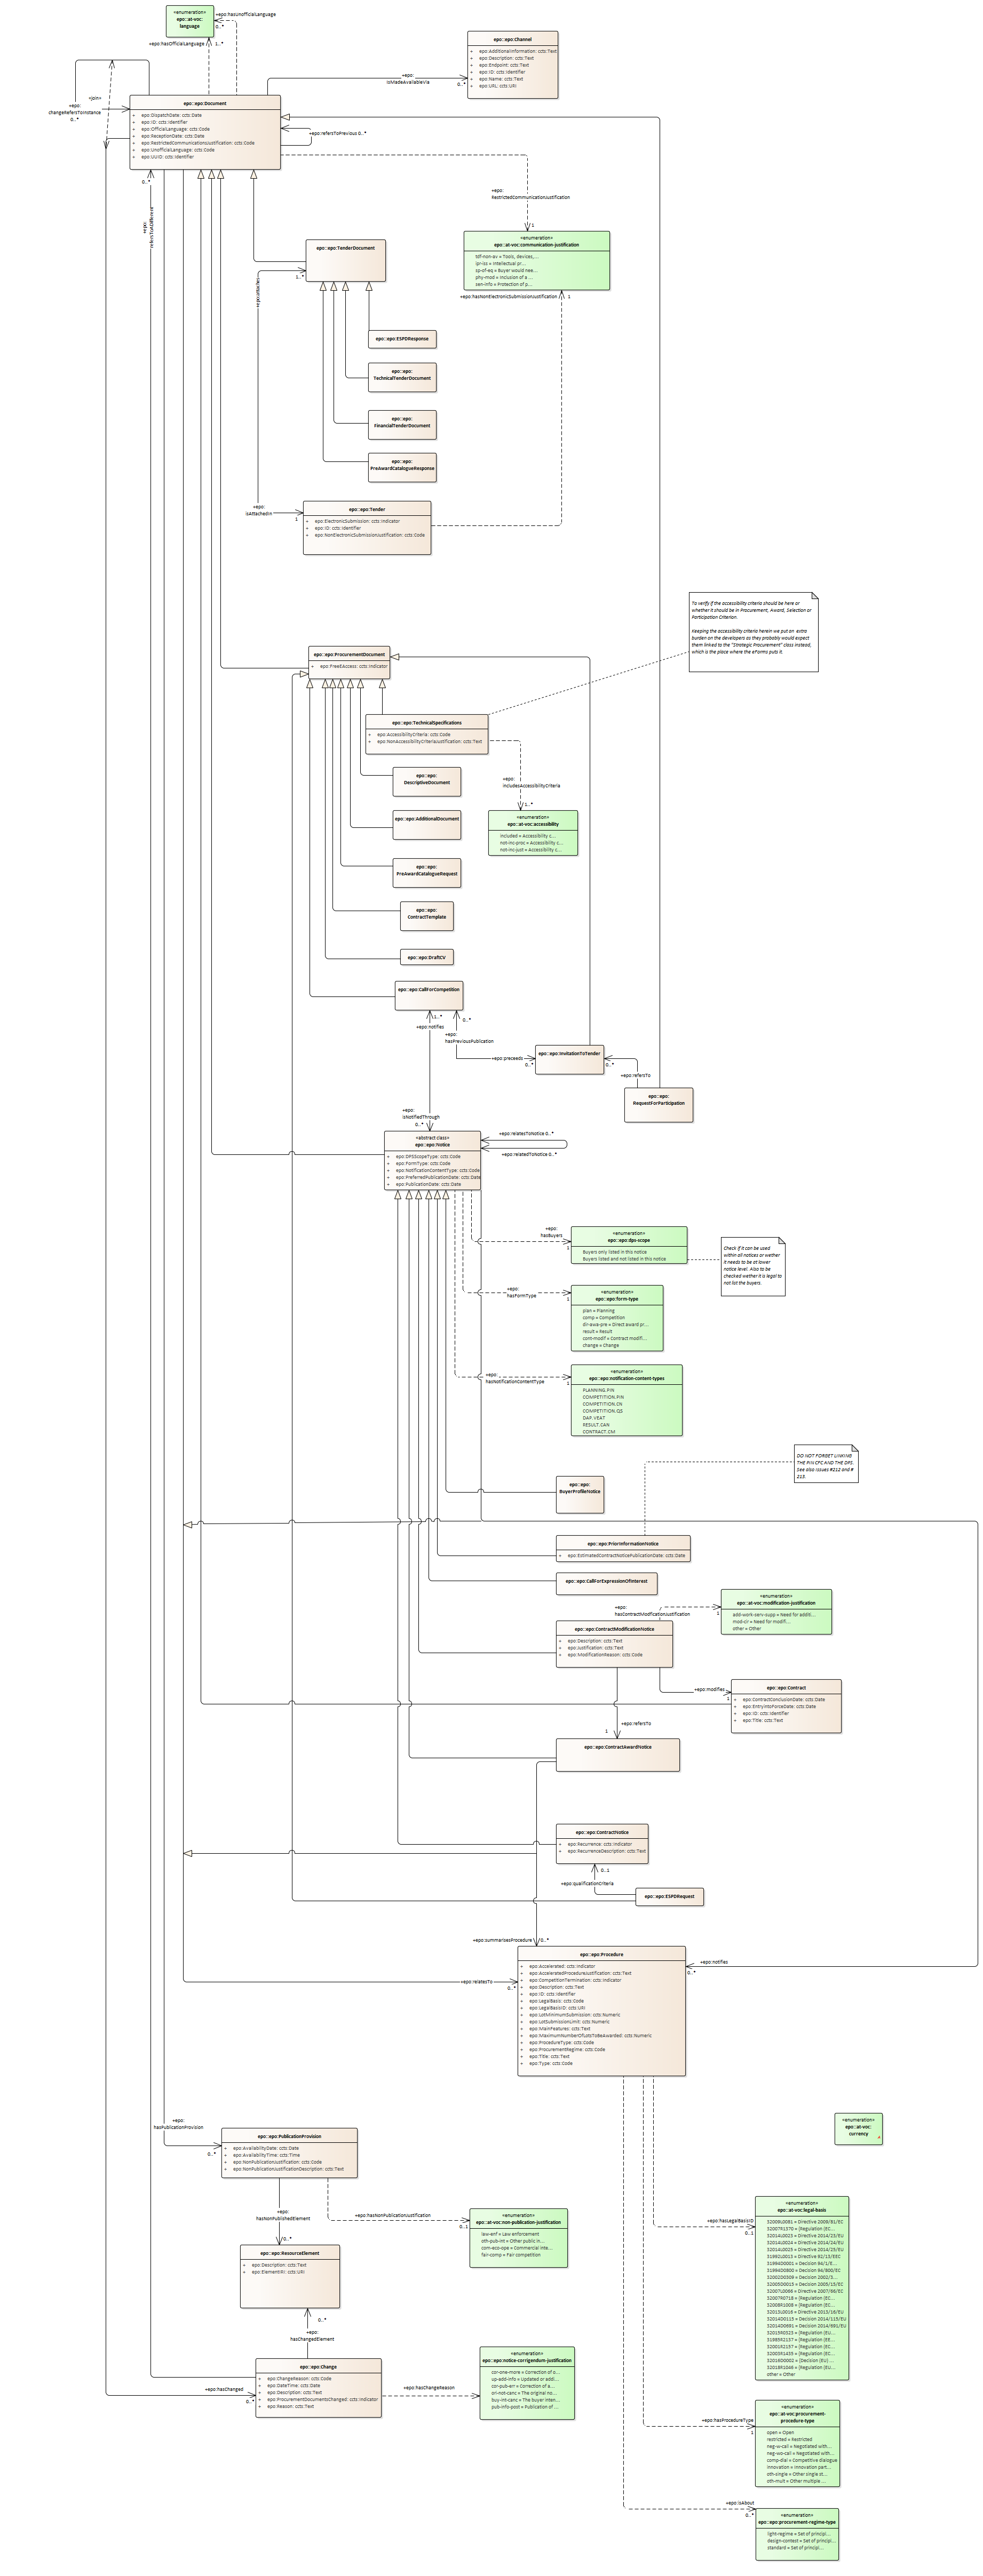 «enumeration»
epo::at-voc:
language
+epo:hasUnofficialLanguage
0..*
+epo:hasOfficialLanguage
1..*
epo::epo:Channel
+ epo:AdditionalInformation: ccts:Text
+ epo:Description: ccts:Text
+ epo:Endpoint: ccts:Text
+ epo:ID: ccts:Identifier
+ epo:Name: ccts:Text
+ epo:URL: ccts:URI
+epo:
isMadeAvailableVia
0..*
«join»
+epo:
changeRefersToInstance
0..*
epo::epo:Document
+ epo:DispatchDate: ccts:Date
+ epo:ID: ccts:Identifier
+ epo:OfficialLanguage: ccts:Code
+ epo:ReceptionDate: ccts:Date
+ epo:RestrictedCommunicationsJustification: ccts:Code
+ epo:UnofficialLanguage: ccts:Code
+ epo:UUID: ccts:Identifier
+epo:refersToPrevious 0..*
0..*
+epo:
refersToDifferent
+epo:
RestrictedCommunicationJustification
1
«enumeration»
epo::at-voc:communication-justification
tdf-non-av = Tools, devices,...
ipr-iss = Intellectual pr...
sp-of-eq = Buyer would nee...
phy-mod = Inclusion of a ...
sen-info = Protection of p...
+epo:hasNonElectronicSubmissionJustification
1
epo::epo:TenderDocument
1..*
+epo:attaches
epo::epo:ESPDResponse
epo::epo:
TechnicalTenderDocument
epo::epo:
FinancialTenderDocument
epo::epo:
PreAwardCatalogueResponse
+epo:
isAttachedIn
1
epo::epo:Tender
+ epo:ElectronicSubmission: ccts:Indicator
+ epo:ID: ccts:Identifier
+ epo:NonElectronicSubmissionJustification: ccts:Code
To verify if the accessibility criteria should be here or
whether it should be in Procurement, Award, Selection or
Participation Criterion.
Keeping the accessibility criteria herein we put an extra
burden on the developers as they probably would expect
them linked to the "Strategic Procurement" class instead,
which is the place where the eForms puts it.
epo::epo:ProcurementDocument
+ epo:FreeEAccess: ccts:Indicator
epo::epo:TechnicalSpecifications
+ epo:AccessibilityCriteria: ccts:Code
+ epo:NonAccessibilityCriteriaJustification: ccts:Text
+epo:
includesAccessibilityCriteria
1..*
epo::epo:
DescriptiveDocument
epo::epo:AdditionalDocument
«enumeration»
epo::at-voc:accessibility
included = Accessibility c...
not-inc-proc = Accessibility c...
not-inc-just = Accessibility c...
epo::epo:
PreAwardCatalogueRequest
epo::epo:
ContractTemplate
epo::epo:DraftCV
epo::epo:CallForCompetition
1..*
+epo:notifies
0..*
+epo:
hasPreviousPublication
+epo:preceeds
0..*
epo::epo:InvitationToTender
0..*
+epo:refersTo
epo::epo:
RequestForParticipation
+epo:
isNotifiedThrough
0..*
«abstract class»
epo::epo:Notice
+ epo:DPSScopeType: ccts:Code
+ epo:FormType: ccts:Code
+ epo:NotificationContentType: ccts:Code
+ epo:PreferredPublicationDate: ccts:Date
+ epo:PublicationDate: ccts:Date
+epo:relatesToNotice 0..*
+epo:relatedToNotice 0..*
+epo:
hasBuyers
1
«enumeration»
epo::epo:dps-scope
Buyers only listed in this notice
Buyers listed and not listed in this notice
Check if it can be used
within all notices or wether
it needs to be at lower
notice level. Also to be
checked wether it is legal to
not list the buyers.
+epo:
hasFormType
1
«enumeration»
epo::epo:form-type
plan = Planning
comp = Competition
dir-awa-pre = Direct award pr...
result = Result
cont-modif = Contract modifi...
change = Change
+epo:
hasNotificationContentType
1
«enumeration»
epo::epo:notification-content-types
PLANNING.PIN
COMPETITION.PIN
COMPETITION.CN
COMPETITION.QS
DAP.VEAT
RESULT.CAN
CONTRACT.CM
DO NOT FORGET LINKING
THE PIN CFC AND THE DPS.
See also issues #212 and #
213.
epo::epo:
BuyerProfileNotice
epo::epo:PriorInformationNotice
+ epo:EstimatedContractNoticePublicationDate: ccts:Date
epo::epo:CallForExpressionOfInterest
+epo:
hasContractModificationJustification
1
«enumeration»
epo::at-voc:modification-justification
add-work-serv-supp = Need for additi...
mod-cir = Need for modifi...
other = Other
epo::epo:ContractModificationNotice
+ epo:Description: ccts:Text
+ epo:Justification: ccts:Text
+ epo:ModificationReason: ccts:Code
+epo:modifies
1
epo::epo:Contract
+ epo:ContractConclusionDate: ccts:Date
+ epo:EntryIntoForceDate: ccts:Date
+ epo:ID: ccts:Identifier
+ epo:Title: ccts:Text
+epo:refersTo
1
epo::epo:ContractAwardNotice
epo::epo:ContractNotice
+ epo:Recurrence: ccts:Indicator
+ epo:RecurrenceDescription: ccts:Text
0..1
+epo:qualificationCriteria
epo::epo:ESPDRequest
+epo:summarisesProcedure
0..*
epo::epo:Procedure
+ epo:Accelerated: ccts:Indicator
+ epo:AcceleratedProcedureJustification: ccts:Text
+ epo:CompetitionTermination: ccts:Indicator
+ epo:Description: ccts:Text
+ epo:ID: ccts:Identifier
+ epo:LegalBasis: ccts:Code
+ epo:LegalBasisID: ccts:URI
+ epo:LotMinimumSubmission: ccts:Numeric
+ epo:LotSubmissionLimit: ccts:Numeric
+ epo:MainFeatures: ccts:Text
+ epo:MaximumNumberOfLotsToBeAwarded: ccts:Numeric
+ epo:ProcedureType: ccts:Code
+ epo:ProcurementRegime: ccts:Code
+ epo:Title: ccts:Text
+ epo:Type: ccts:Code
+epo:notifies
0..*
+epo:relatesTo
0..*
«enumeration»
epo::at-voc:
currency
+epo:
hasPublicationProvision
0..*
epo::epo:PublicationProvision
+ epo:AvailabilityDate: ccts:Date
+ epo:AvailabilityTime: ccts:Time
+ epo:NonPublicationJustification: ccts:Code
+ epo:NonPublicationJustificationDescription: ccts:Text
+epo:
hasNonPublishedElement
0..*
+epo:hasNonPublicationJustification
0..1
«enumeration»
epo::at-voc:non-publication-justification
law-enf = Law enforcement
oth-pub-int = Other public in...
com-eco-ope = Commercial inte...
fair-comp = Fair competition
+epo:hasLegalBasisID
0..1
«enumeration»
epo::at-voc:legal-basis
32009L0081 = Directive 2009/81/EC
32007R1370 = [Regulation (EC...
32014L0023 = Directive 2014/23/EU
32014L0024 = Directive 2014/24/EU
32014L0025 = Directive 2014/25/EU
31992L0013 = Directive 92/13/EEC
31994D0001 = Decision 94/1/E...
31994D0800 = Decision 94/800/EC
32002D0309 = Decision 2002/3...
32005D0015 = Decision 2005/15/EC
32007L0066 = Directive 2007/66/EC
32007R0718 = [Regulation (EC...
32008R1008 = [Regulation (EC...
32013L0016 = Directive 2013/16/EU
32014D0115 = Decision 2014/115/EU
32014D0691 = Decision 2014/691/EU
32015R0323 = [Regulation (EU...
31985R2137 = [Regulation (EE...
32001R2157 = [Regulation (EC...
32003R1435 = [Regulation (EC...
32016D0002 = [Decision (EU) ...
32018R1046 = [Regulation (EU...
other = Other
epo::epo:ResourceElement
+ epo:Description: ccts:Text
+ epo:ElementURI: ccts:URI
0..*
+epo:
hasChangedElement
epo::epo:Change
+ epo:ChangeReason: ccts:Code
+ epo:DateTime: ccts:Date
+ epo:Description: ccts:Text
+ epo:ProcurementDocumentsChanged: ccts:Indicator
+ epo:Reason: ccts:Text
+epo:hasChanged
0..*
+epo:hasChangeReason
«enumeration»
epo::epo:notice-corrigendum-justification
cor-one-more = Correction of o...
up-add-info = Updated or addi...
cor-pub-err = Correction of a...
ori-not-canc = The original no...
buy-int-canc = The buyer inten...
pub-info-post = Publication of ...
+epo:hasProcedureType
1
«enumeration»
epo::at-voc:procurement-
procedure-type
open = Open
restricted = Restricted
neg-w-call = Negotiated with...
neg-wo-call = Negotiated with...
comp-dial = Competitive dialogue
innovation = Innovation part...
oth-single = Other single st...
oth-mult = Other multiple ...
+epo:isAbout
0..*
«enumeration»
epo::epo:procurement-regime-type
light-regime = Set of principl...
design-contest = Set of principl...
standard = Set of principl...